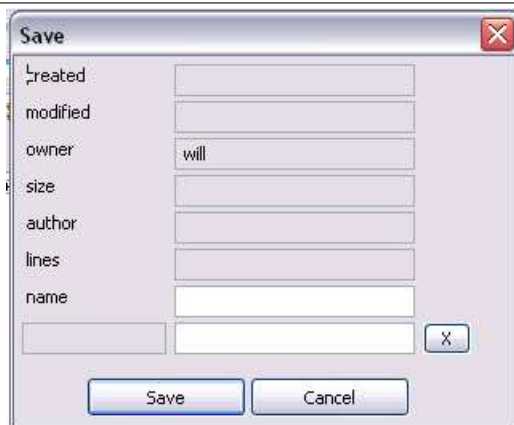 Save
created
modified
owner will
size
author
lines
name
X
Save Cancel